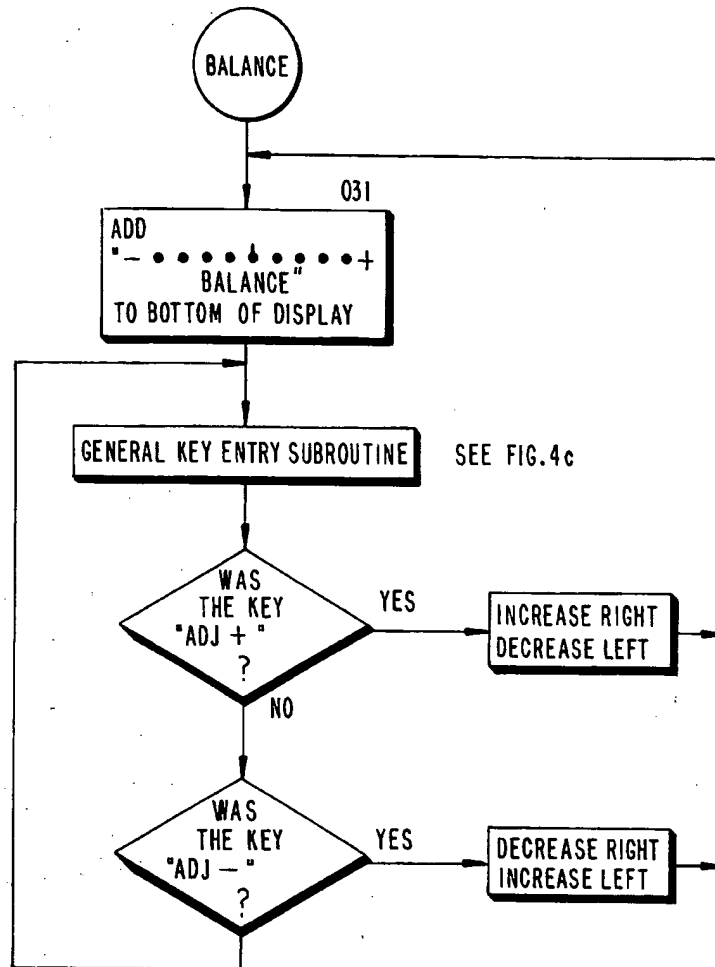 BALANCE
031
ADD
"– • • • • • • • • • +
BALANCE"
TO BOTTOM OF DISPLAY
GENERAL KEY ENTRY SUBROUTINE
SEE FIG.4c
WAS
THE KEY
"ADJ + "
?
YES
INCREASE RIGHT
DECREASE LEFT
NO
WAS
THE KEY
"ADJ – "
?
YES
DECREASE RIGHT
INCREASE LEFT